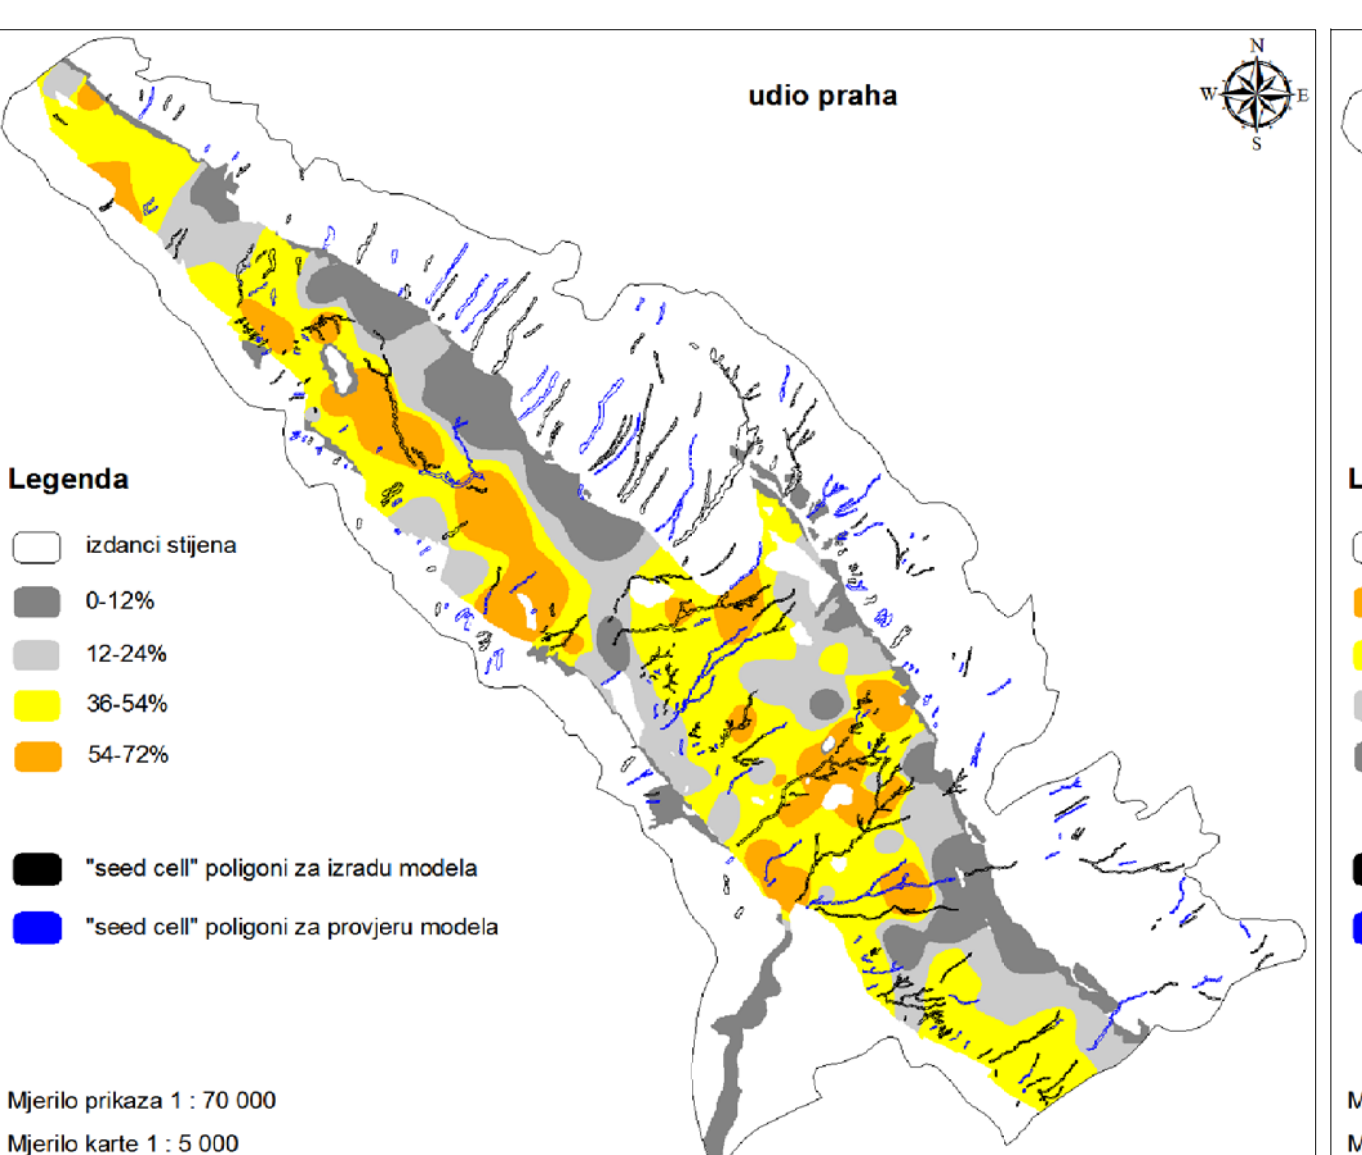 udio praha
N
W
E
S
Legenda
izdanci stijena
0-12%
12-24%
36-54%
54-72%
"seed cell" poligoni za izradu modela
"seed cell" poligoni za provjeru modela
Mjerilo prikaza 1 : 70 000
Mjerilo karte 1 : 5 000
L
M
M